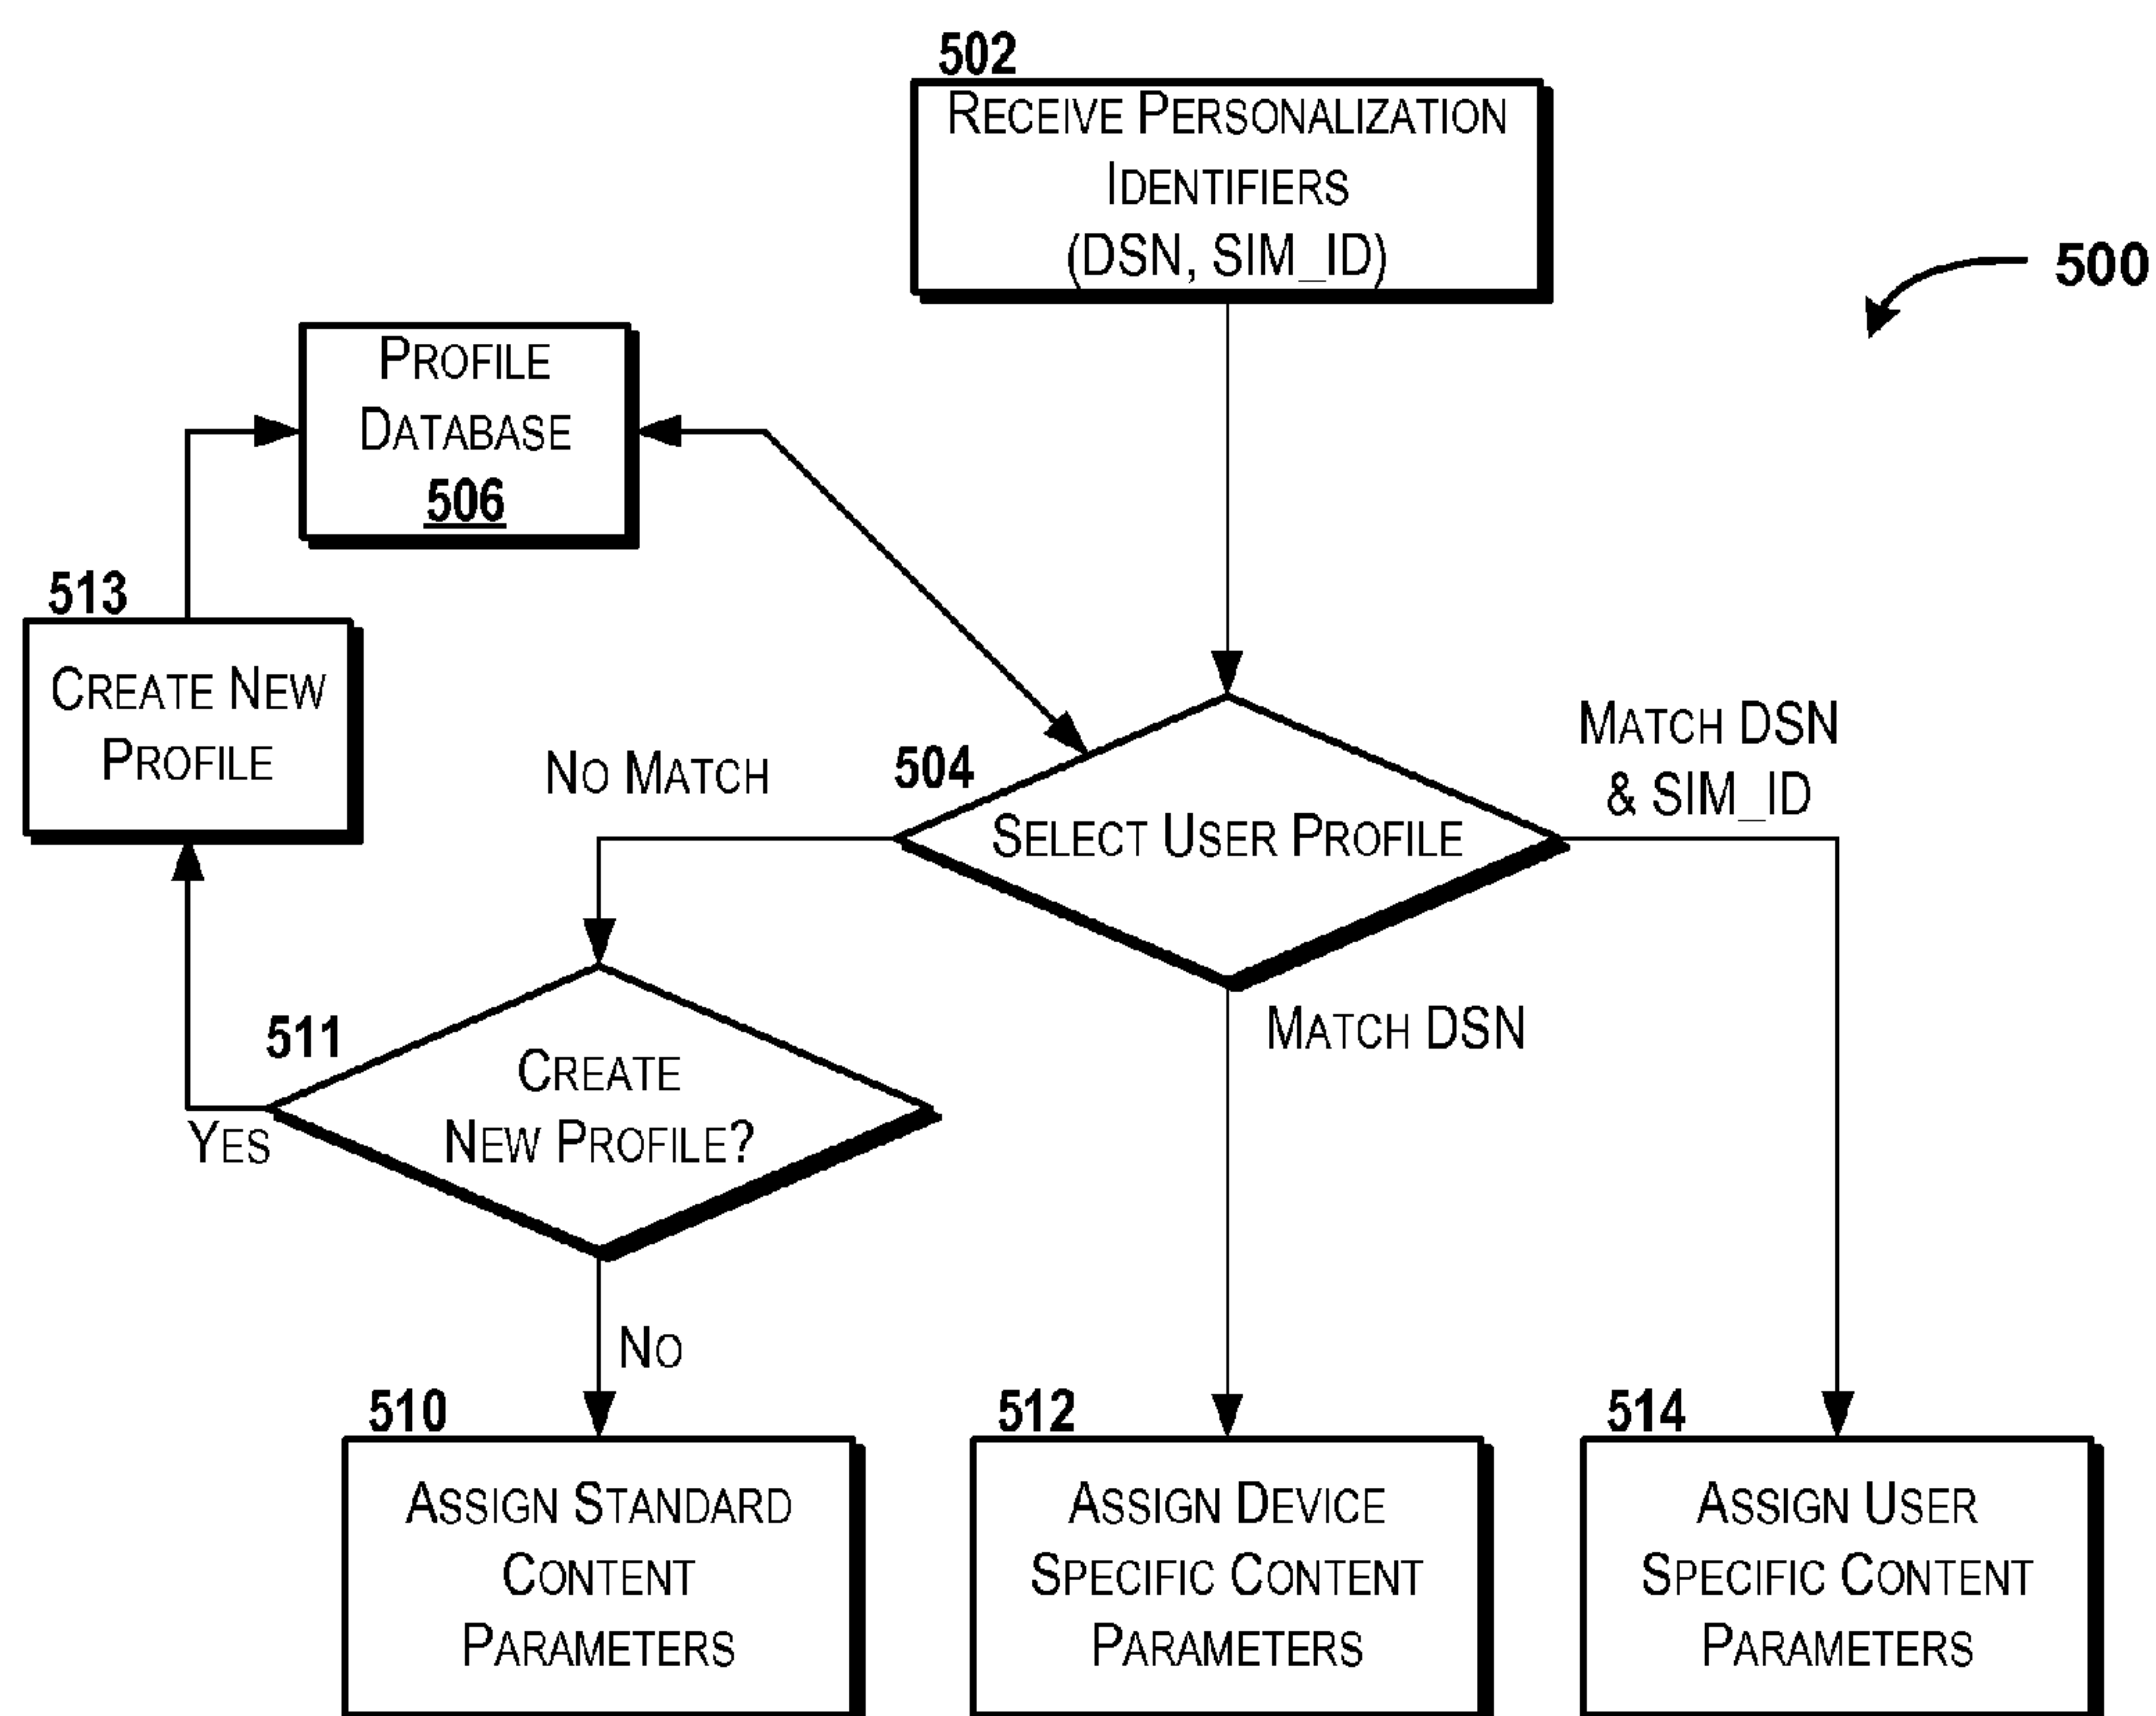 502
RECEIVE PERSONALIZATION
IDENTIFIERS
(DSN, SIM_ID)
500
PROFILE
DATABASE
506
513
CREATE NEW
PROFILE
NO MATCH
504
SELECT USER PROFILE
MATCH DSN
& SIM_ID
511
CREATE
NEW PROFILE?
YES
MATCH DSN
NO
510
ASSIGN STANDARD
CONTENT
PARAMETERS
512
ASSIGN DEVICE
SPECIFIC CONTENT
PARAMETERS
514
ASSIGN USER
SPECIFIC CONTENT
PARAMETERS